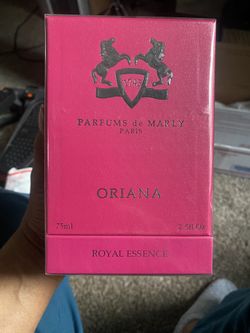 PARFUMS de MARLY
PARIS
ORIANA
75ml 2.5fl.oz
ROYAL ESSENCE